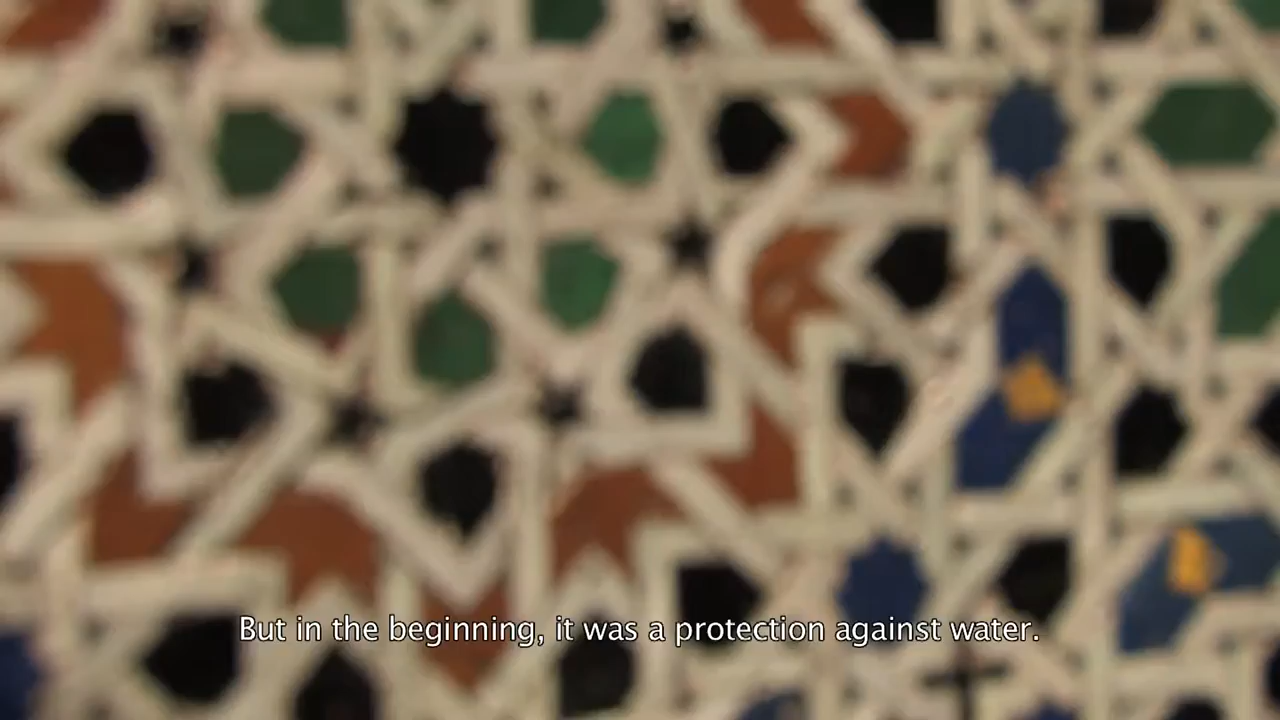 But in the beginning, it was a protection against water.